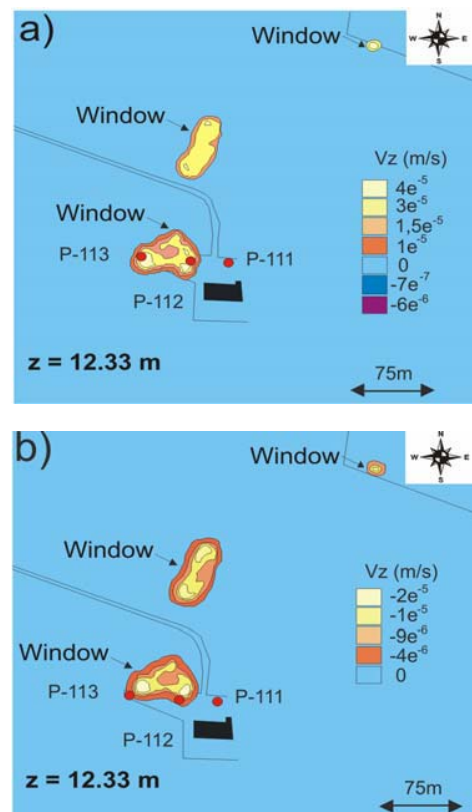 a)
Window
N
W E
S
Window
Vz (m/s)
4e⁻⁵
3e⁻⁵
1,5e⁻⁵
1e⁻⁵
0
-7e⁻⁷
-6e⁻⁶
Window
P-113
P-111
P-112
z = 12.33 m
75m
b)
Window
N
W E
S
Window
Vz (m/s)
-2e⁻⁵
-1e⁻⁵
-9e⁻⁶
-4e⁻⁶
0
Window
P-113
P-111
P-112
z = 12.33 m
75m